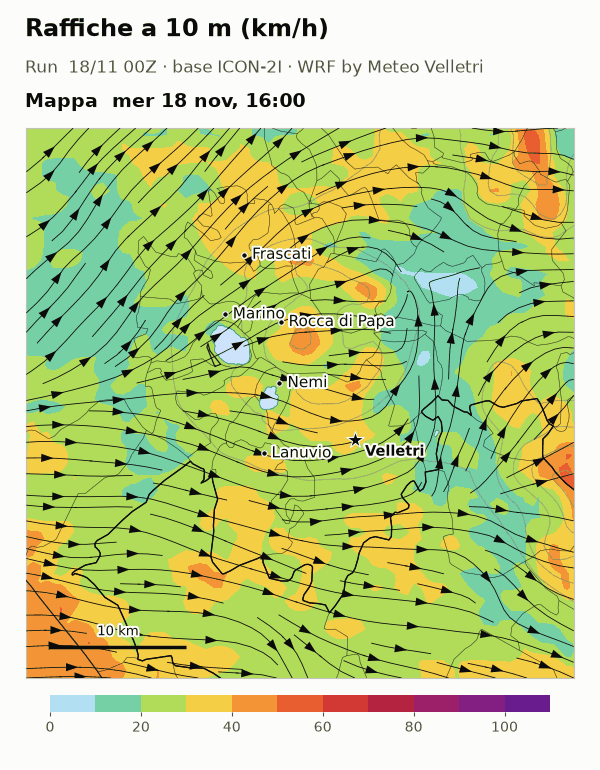 Raffiche a 10 m (km/h)
Run 18/11 00Z · base ICON-2I · WRF by Meteo Velletri
Mappa mer 18 nov, 16:00
Frascati
Marino
Rocca di Papa
Nemi
Velletri
Lanuvio
10 km
0 20 40 60 80 100